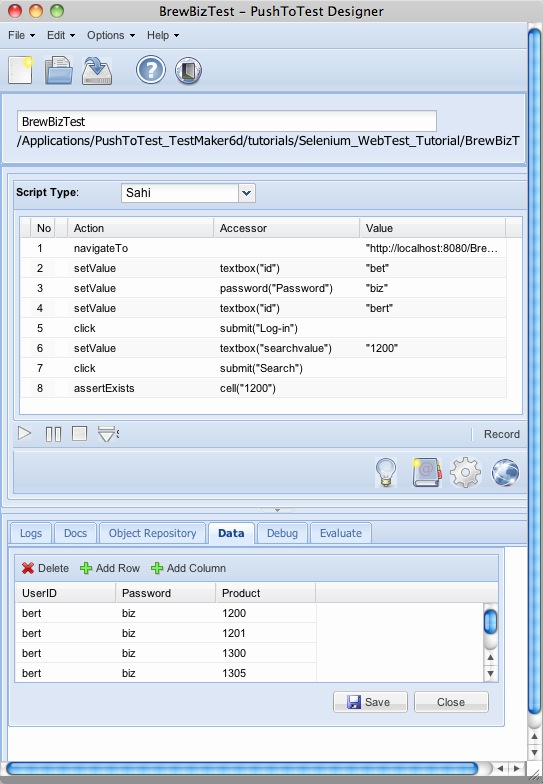 BrewBizTest – PushToTest Designer
File Edit Options Help
BrewBizTest
/Applications/PushToTest_TestMaker6d/tutorials/Selenium_WebTest_Tutorial/BrewBizT
Script Type: Sahi
No Action Accessor Value
1 navigateTo "http://localhost:8080/Bre...
2 setValue textbox("id") "bet"
3 setValue password("Password") "biz"
4 setValue textbox("id") "bert"
5 click submit("Log-in")
6 setValue textbox("searchvalue") "1200"
7 click submit("Search")
8 assertExists cell("1200")
Record
Logs Docs Object Repository Data Debug Evaluate
Delete Add Row Add Column
UserID Password Product
bert biz 1200
bert biz 1201
bert biz 1300
bert biz 1305
Save Close